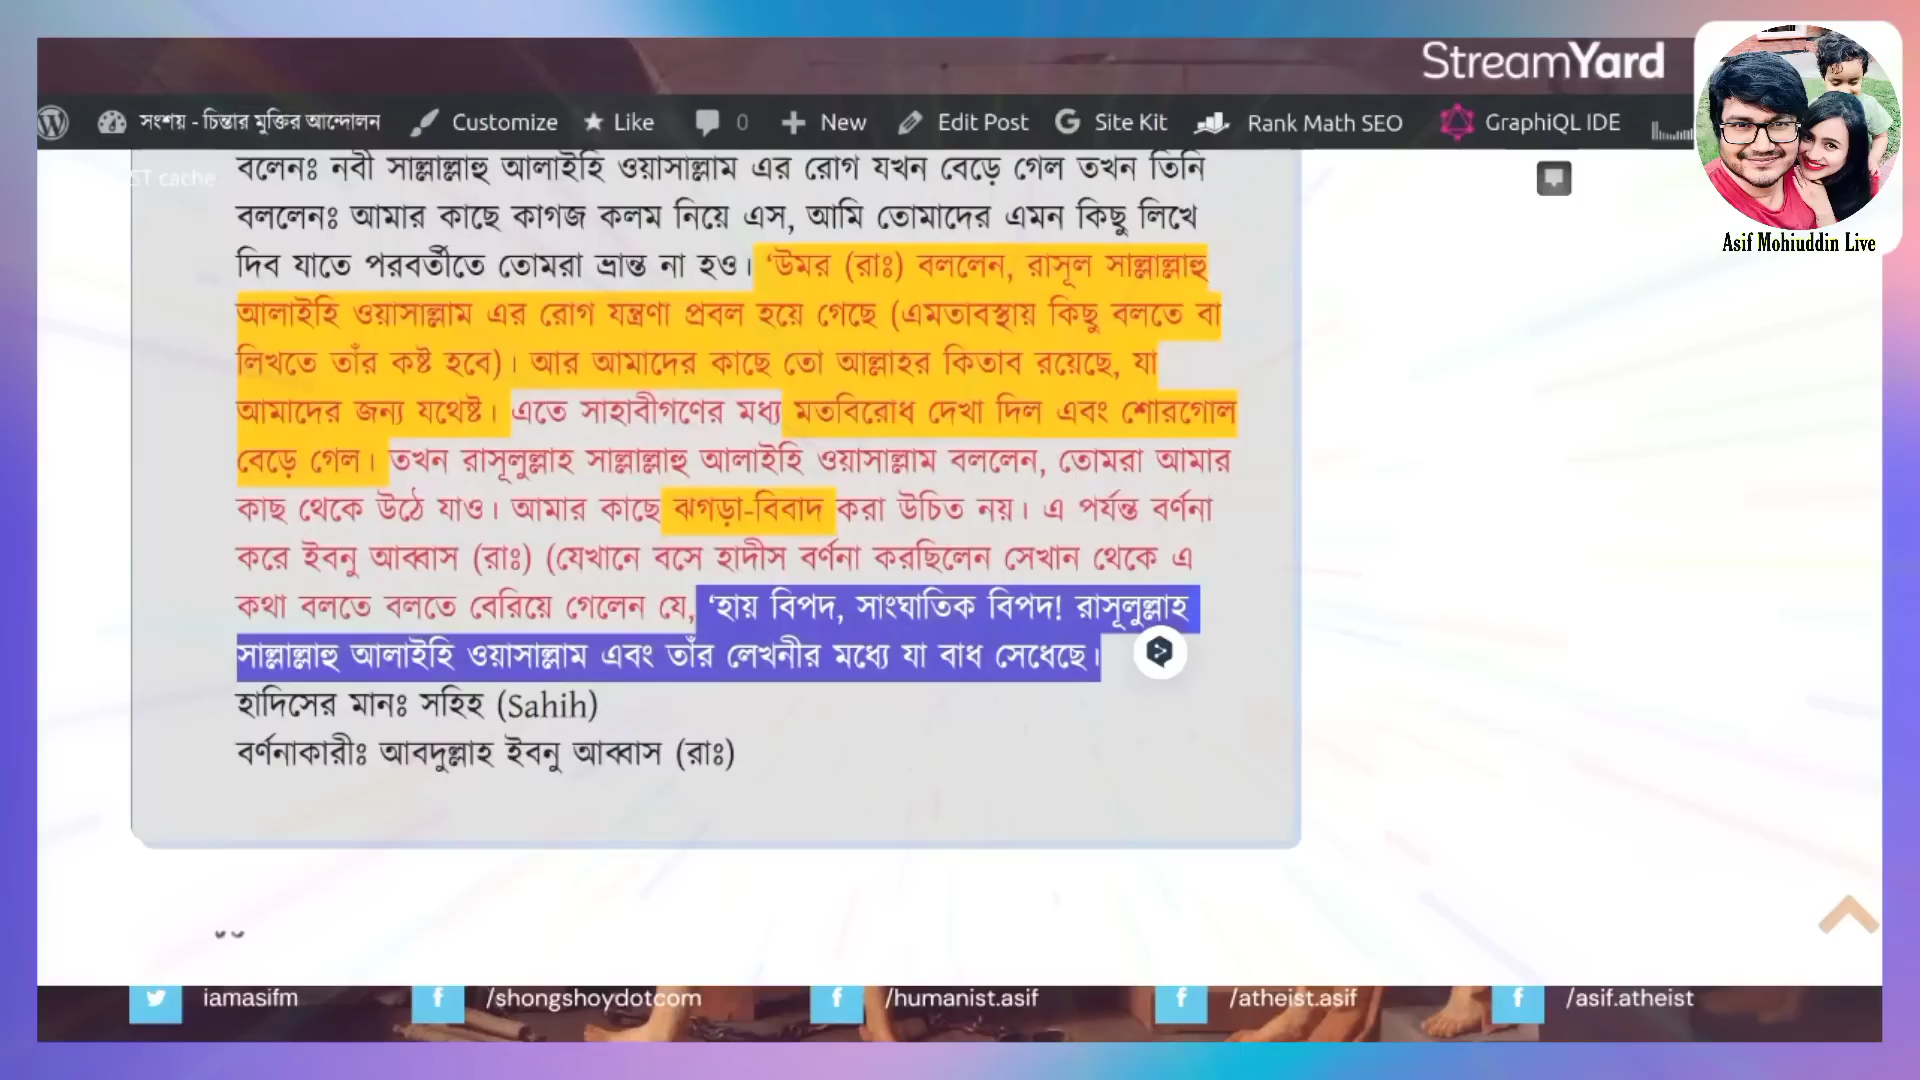 StreamYard
সংশয় - চিন্তার মুক্তির আন্দোলন Customize Like 0 New Edit Post Site Kit Rank Math SEO GraphiQL IDE
ST cache
বলেনঃ নবী সাল্লাল্লাহু আলাইহি ওয়াসাল্লাম এর রোগ যখন বেড়ে গেল তখন তিনি
বললেনঃ আমার কাছে কাগজ কলম নিয়ে এস, আমি তোমাদের এমন কিছু লিখে
দিব যাতে পরবর্তীতে তোমরা ভ্রান্ত না হও। ‘উমর (রাঃ) বললেন, রাসূল সাল্লাল্লাহু
আলাইহি ওয়াসাল্লাম এর রোগ যন্ত্রণা প্রবল হয়ে গেছে (এমতাবস্থায় কিছু বলতে বা
লিখতে তাঁর কষ্ট হবে)। আর আমাদের কাছে তো আল্লাহর কিতাব রয়েছে, যা
আমাদের জন্য যথেষ্ট। এতে সাহাবীগণের মধ্য মতবিরোধ দেখা দিল এবং শোরগোল
বেড়ে গেল। তখন রাসূলুল্লাহ সাল্লাল্লাহু আলাইহি ওয়াসাল্লাম বললেন, তোমরা আমার
কাছ থেকে উঠে যাও। আমার কাছে ঝগড়া-বিবাদ করা উচিত নয়। এ পর্যন্ত বর্ণনা
করে ইবনু আব্বাস (রাঃ) (যেখানে বসে হাদীস বর্ণনা করছিলেন সেখান থেকে এ
কথা বলতে বলতে বেরিয়ে গেলেন যে, ‘হায় বিপদ, সাংঘাতিক বিপদ! রাসূলুল্লাহ
সাল্লাল্লাহু আলাইহি ওয়াসাল্লাম এবং তাঁর লেখনীর মধ্যে যা বাধ সেধেছে।
হাদিসের মানঃ সহিহ (Sahih)
বর্ণনাকারীঃ আবদুল্লাহ ইবনু আব্বাস (রাঃ)
Asif Mohiuddin Live
iamasifm /shongshoydotcom /humanist.asif /atheist.asif /asif.atheist